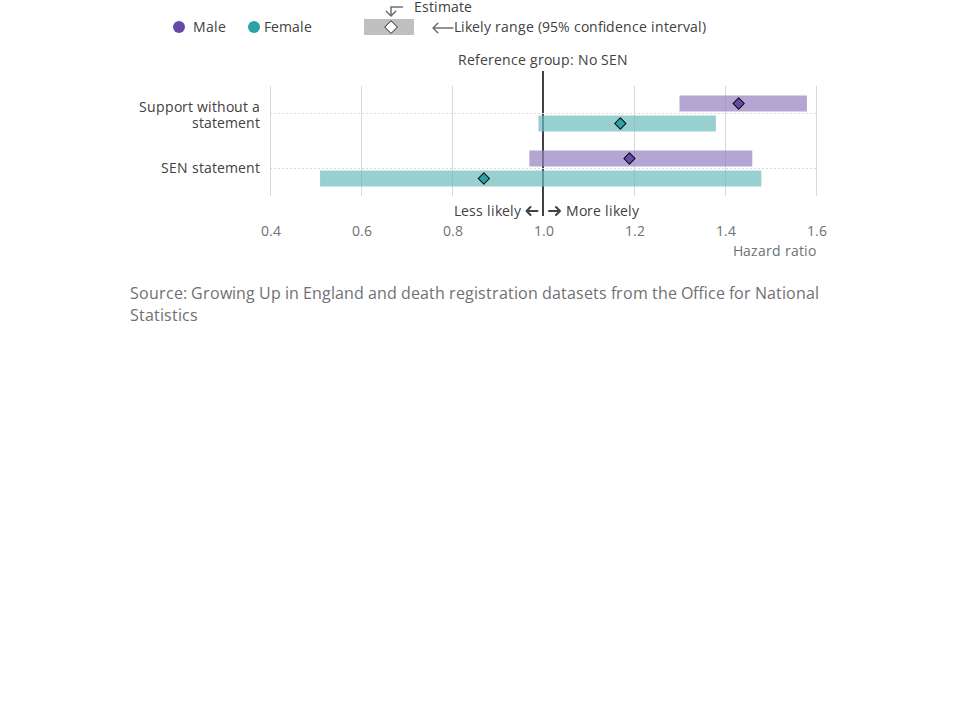 Estimate
Male
Female
Likely range (95% confidence interval)
Reference group: No SEN
Support without a
statement
SEN statement
Less likely
More likely
0.4
0.6
0.8
1.0
1.2
1.4
1.6
Hazard ratio
Source: Growing Up in England and death registration datasets from the Office for National
Statistics